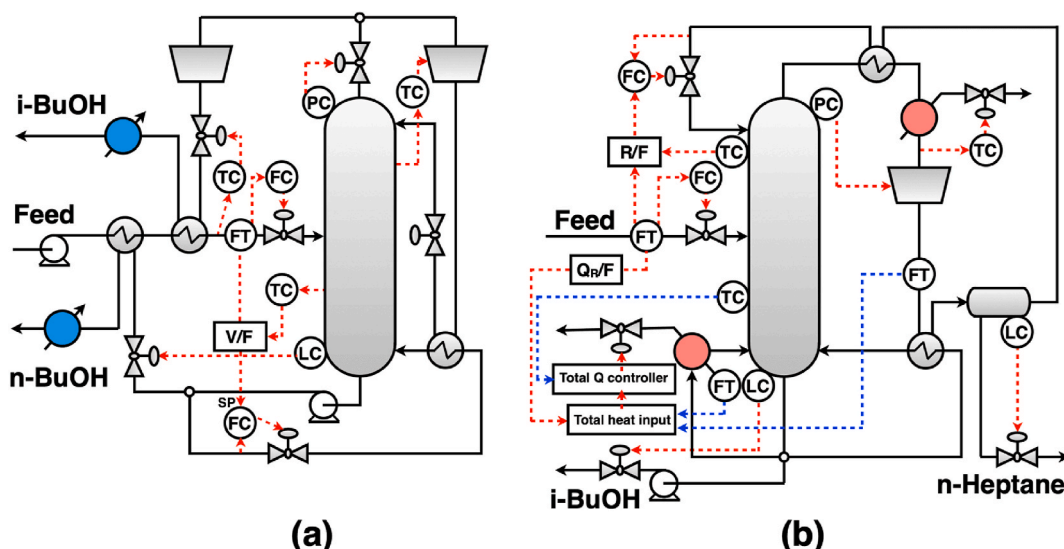 i-BuOH
PC
TC
TC
FC
Feed
FT
TC
V/F
LC
n-BuOH
SP
FC
(a)
FC
PC
R/F
TC
TC
FC
Feed
FT
QR/F
TC
FT
LC
Total Q controller
FT
LC
Total heat input
i-BuOH
n-Heptane
(b)